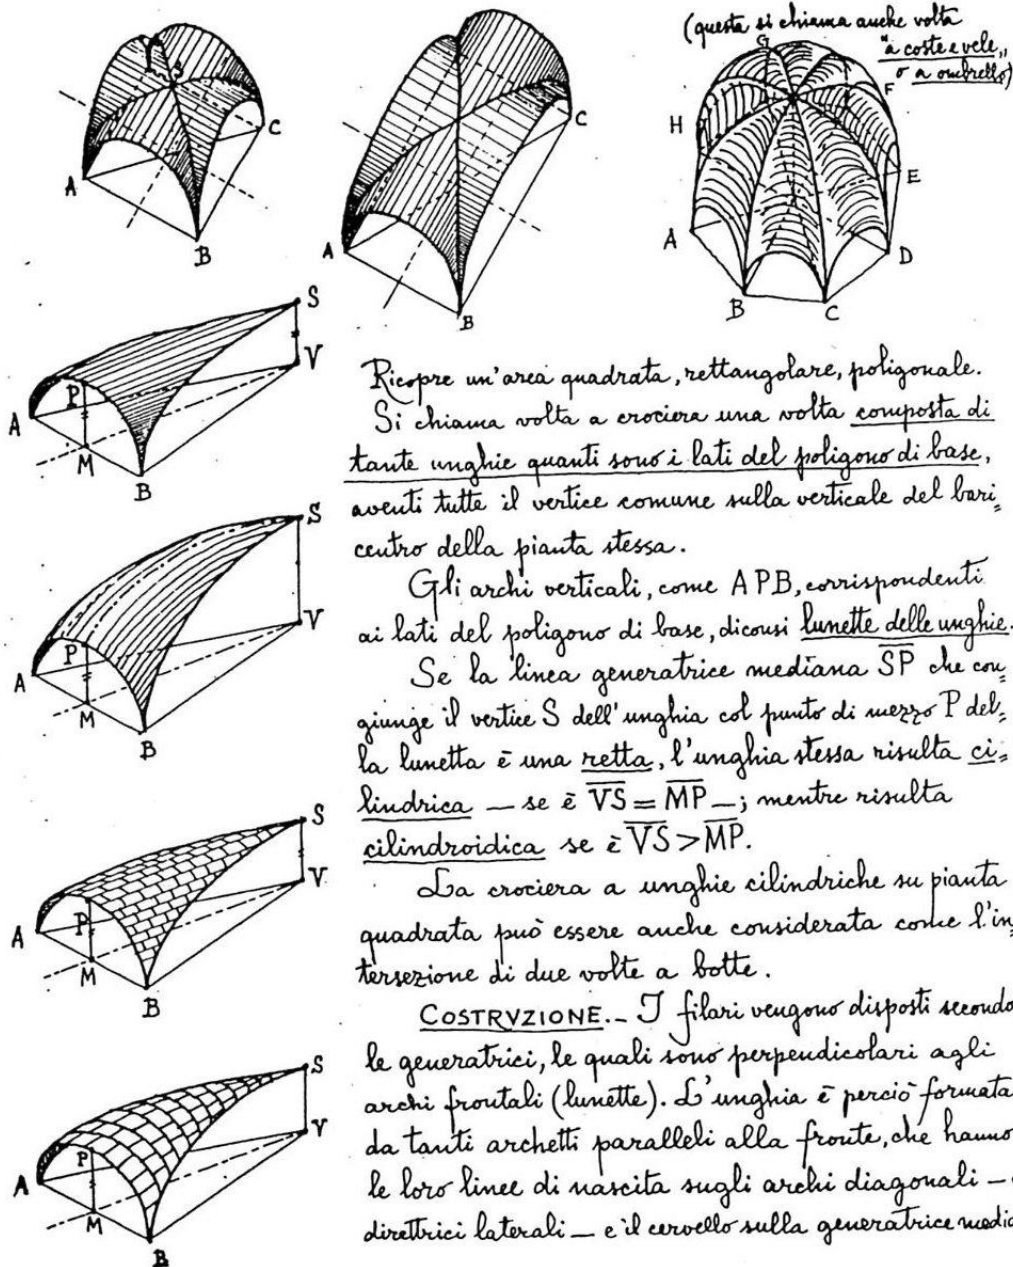 (questa si chiama anche volta
"a coste e vele„
o a ombrello)
S
A
B
C
A
B
C
G
F
H
E
A
D
B
C
S
V
P
A
M
B
S
V
P
A
M
B
S
V
P
A
M
B
S
V
P
A
M
B
Ricopre un'area quadrata, rettangolare, poligonale.
Si chiama volta a crociera una volta composta di
tante unghie quanti sono i lati del poligono di base,
aventi tutte il vertice comune sulla verticale del bari=
centro della pianta stessa.
Gli archi verticali, come APB, corrispondenti
ai lati del poligono di base, diconsi lunette delle unghie.
Se la linea generatrice mediana SP che con=
giunge il vertice S dell'unghia col punto di mezzo P del=
la lunetta è una retta, l'unghia stessa risulta ci=
lindrica — se è VS = MP —; mentre risulta
cilindroidica se è VS > MP.
La crociera a unghie cilindriche su pianta
quadrata può essere anche considerata come l'in=
tersezione di due volte a botte.
COSTRVZIONE._ I filari vengono disposti secondo
le generatrici, le quali sono perpendicolari agli
archi frontali (lunette). L'unghia è perciò formata
da tanti archetti paralleli alla fronte, che hanno
le loro linee di nascita sugli archi diagonali —
direttrici laterali — e il cervello sulla generatrice media